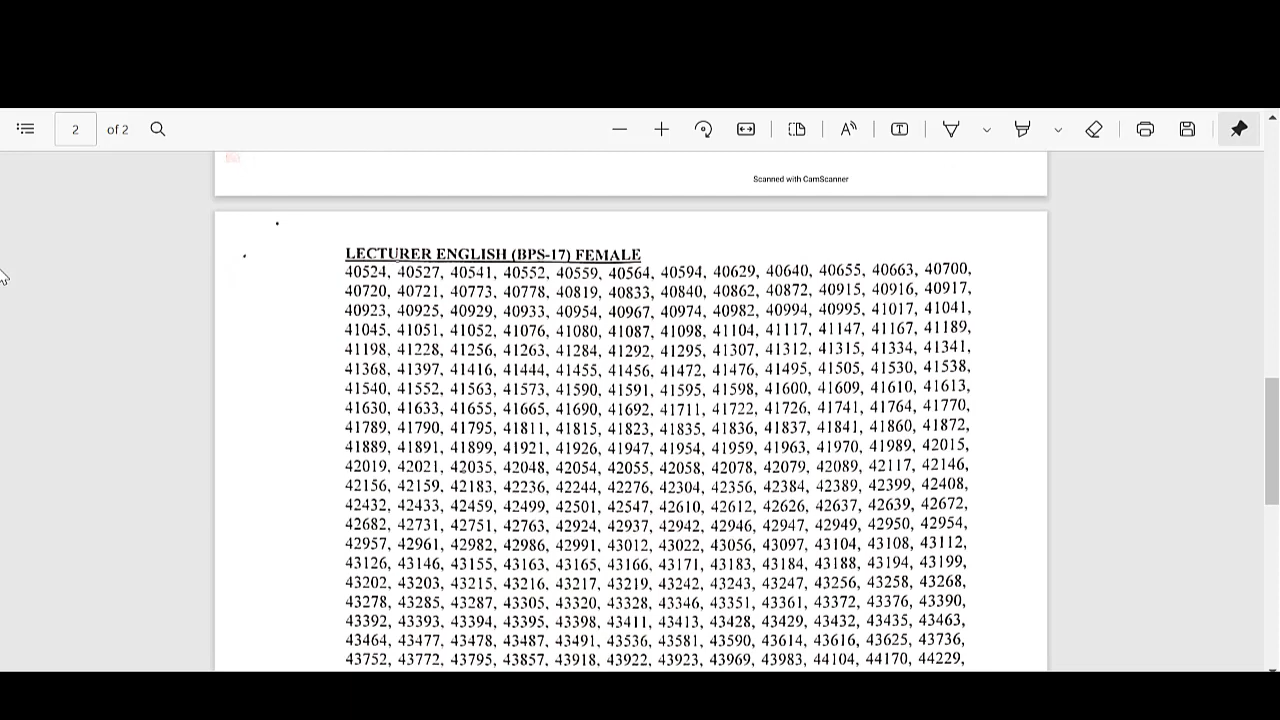 2 of 2
Scanned with CamScanner
LECTURER ENGLISH (BPS-17) FEMALE
40524, 40527, 40541, 40552, 40559, 40564, 40594, 40629, 40640, 40655, 40663, 40700,
40720, 40721, 40773, 40778, 40819, 40833, 40840, 40862, 40872, 40915, 40916, 40917,
40923, 40925, 40929, 40933, 40954, 40967, 40974, 40982, 40994, 40995, 41017, 41041,
41045, 41051, 41052, 41076, 41080, 41087, 41098, 41104, 41117, 41147, 41167, 41189,
41198, 41228, 41256, 41263, 41284, 41292, 41295, 41307, 41312, 41315, 41334, 41341,
41368, 41397, 41416, 41444, 41455, 41456, 41472, 41476, 41495, 41505, 41530, 41538,
41540, 41552, 41563, 41573, 41590, 41591, 41595, 41598, 41600, 41609, 41610, 41613,
41630, 41633, 41655, 41665, 41690, 41692, 41711, 41722, 41726, 41741, 41764, 41770,
41789, 41790, 41795, 41811, 41815, 41823, 41835, 41836, 41837, 41841, 41860, 41872,
41889, 41891, 41899, 41921, 41926, 41947, 41954, 41959, 41963, 41970, 41989, 42015,
42019, 42021, 42035, 42048, 42054, 42055, 42058, 42078, 42079, 42089, 42117, 42146,
42156, 42159, 42183, 42236, 42244, 42276, 42304, 42356, 42384, 42389, 42399, 42408,
42432, 42433, 42459, 42499, 42501, 42547, 42610, 42612, 42626, 42637, 42639, 42672,
42682, 42731, 42751, 42763, 42924, 42937, 42942, 42946, 42947, 42949, 42950, 42954,
42957, 42961, 42982, 42986, 42991, 43012, 43022, 43056, 43097, 43104, 43108, 43112,
43126, 43146, 43155, 43163, 43165, 43166, 43171, 43183, 43184, 43188, 43194, 43199,
43202, 43203, 43215, 43216, 43217, 43219, 43242, 43243, 43247, 43256, 43258, 43268,
43278, 43285, 43287, 43305, 43320, 43328, 43346, 43351, 43361, 43372, 43376, 43390,
43392, 43393, 43394, 43395, 43398, 43411, 43413, 43428, 43429, 43432, 43435, 43463,
43464, 43477, 43478, 43487, 43491, 43536, 43581, 43590, 43614, 43616, 43625, 43736,
43752, 43772, 43795, 43857, 43918, 43922, 43923, 43969, 43983, 44104, 44170, 44229,